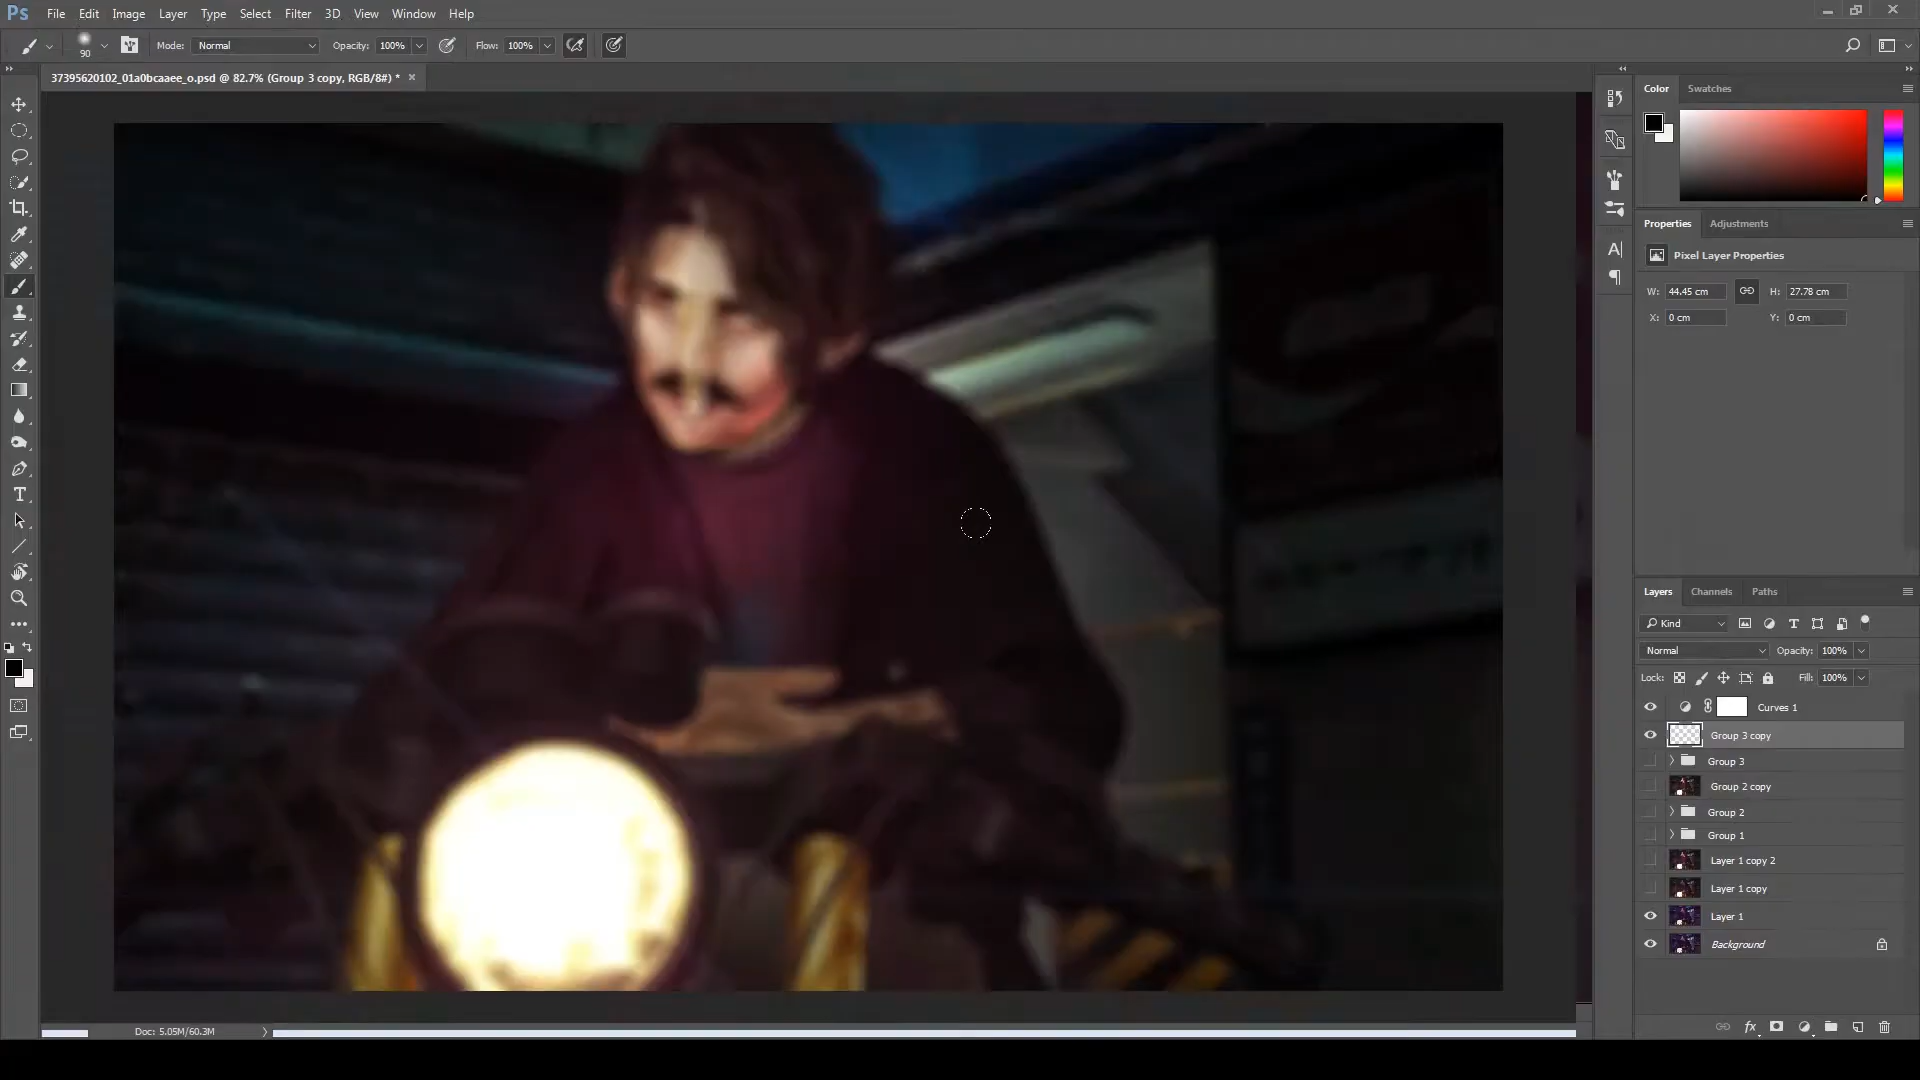 Ps File Edit Image Layer Type Select Filter 3D View Window Help
90 Mode: Normal Opacity: 100% Flow: 100%
37395620102_01a0bcaaee_o.psd @ 82.7% (Group 3 copy, RGB/8#) * ×
Color Swatches
Properties Adjustments
Pixel Layer Properties
W: 44.45 cm H: 27.78 cm
X: 0 cm Y: 0 cm
Layers Channels Paths
Kind
Normal Opacity: 100%
Lock: Fill: 100%
Curves 1
Group 3 copy
Group 3
Group 2 copy
Group 2
Group 1
Layer 1 copy 2
Layer 1 copy
Layer 1
Background
Doc: 5.05M/60.3M